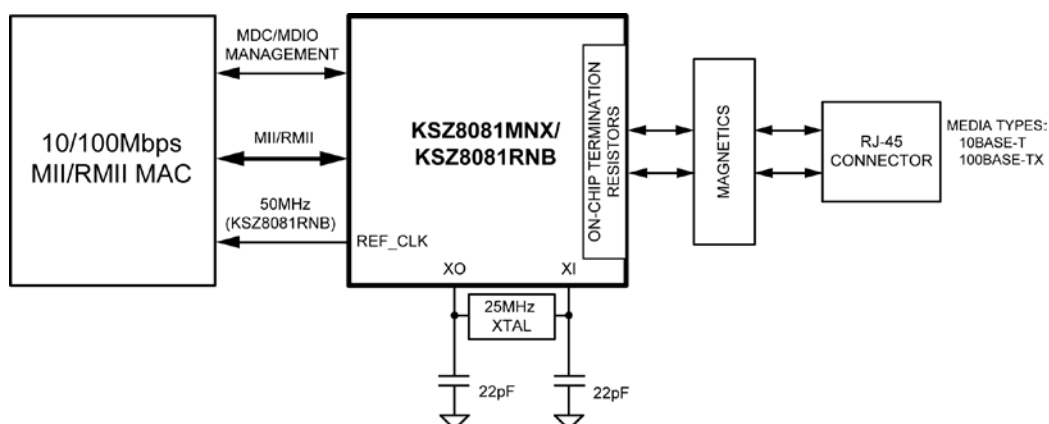 10/100Mbps
MII/RMII MAC
MDC/MDIO
MANAGEMENT
MII/RMII
50MHz
(KSZ8081RNB)
KSZ8081MNX/
KSZ8081RNB
REF_CLK
XO
XI
ON-CHIP TERMINATION
RESISTORS
MAGNETICS
RJ-45
CONNECTOR
MEDIA TYPES:
10BASE-T
100BASE-TX
25MHz
XTAL
22pF
22pF